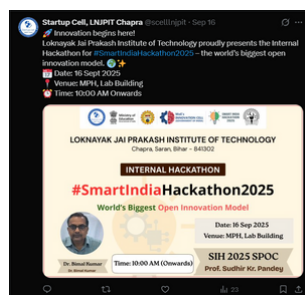 Startup Cell, LNJPIT Chapra @scellnjpit · Sep 16
🚀 Innovation begins here!
Loknayak Jai Prakash Institute of Technology proudly presents the Internal
Hackathon for #SmartIndiaHackathon2025 – the world's biggest open
innovation model. 🌍✨
📅 Date: 16 Sept 2025
📍 Venue: MPH, Lab Building
⏰ Time: 10:00 AM Onwards
LOKNAYAK JAI PRAKASH INSTITUTE OF TECHNOLOGY
Chapra, Saran, Bihar – 841302
INTERNAL HACKATHON
#SmartIndiaHackathon2025
World's Biggest Open Innovation Model
Date: 16 Sep 2025
Venue: MPH, Lab Building
Dr. Bimal Kumar
Time: 10:00 AM (Onwards)
SIH 2025 SPOC
Prof. Sudhir Kr. Pandey
23